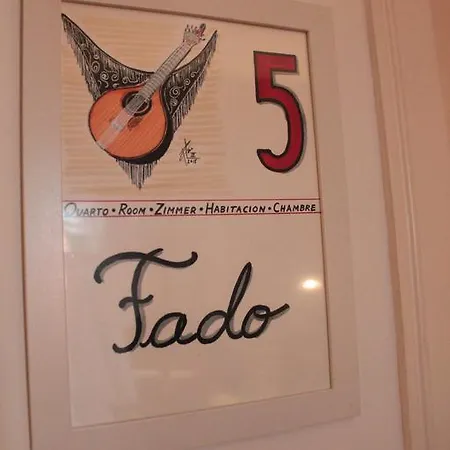 5
QUARTO • ROOM • ZIMMER • HABITACION • CHAMBRE
Fado